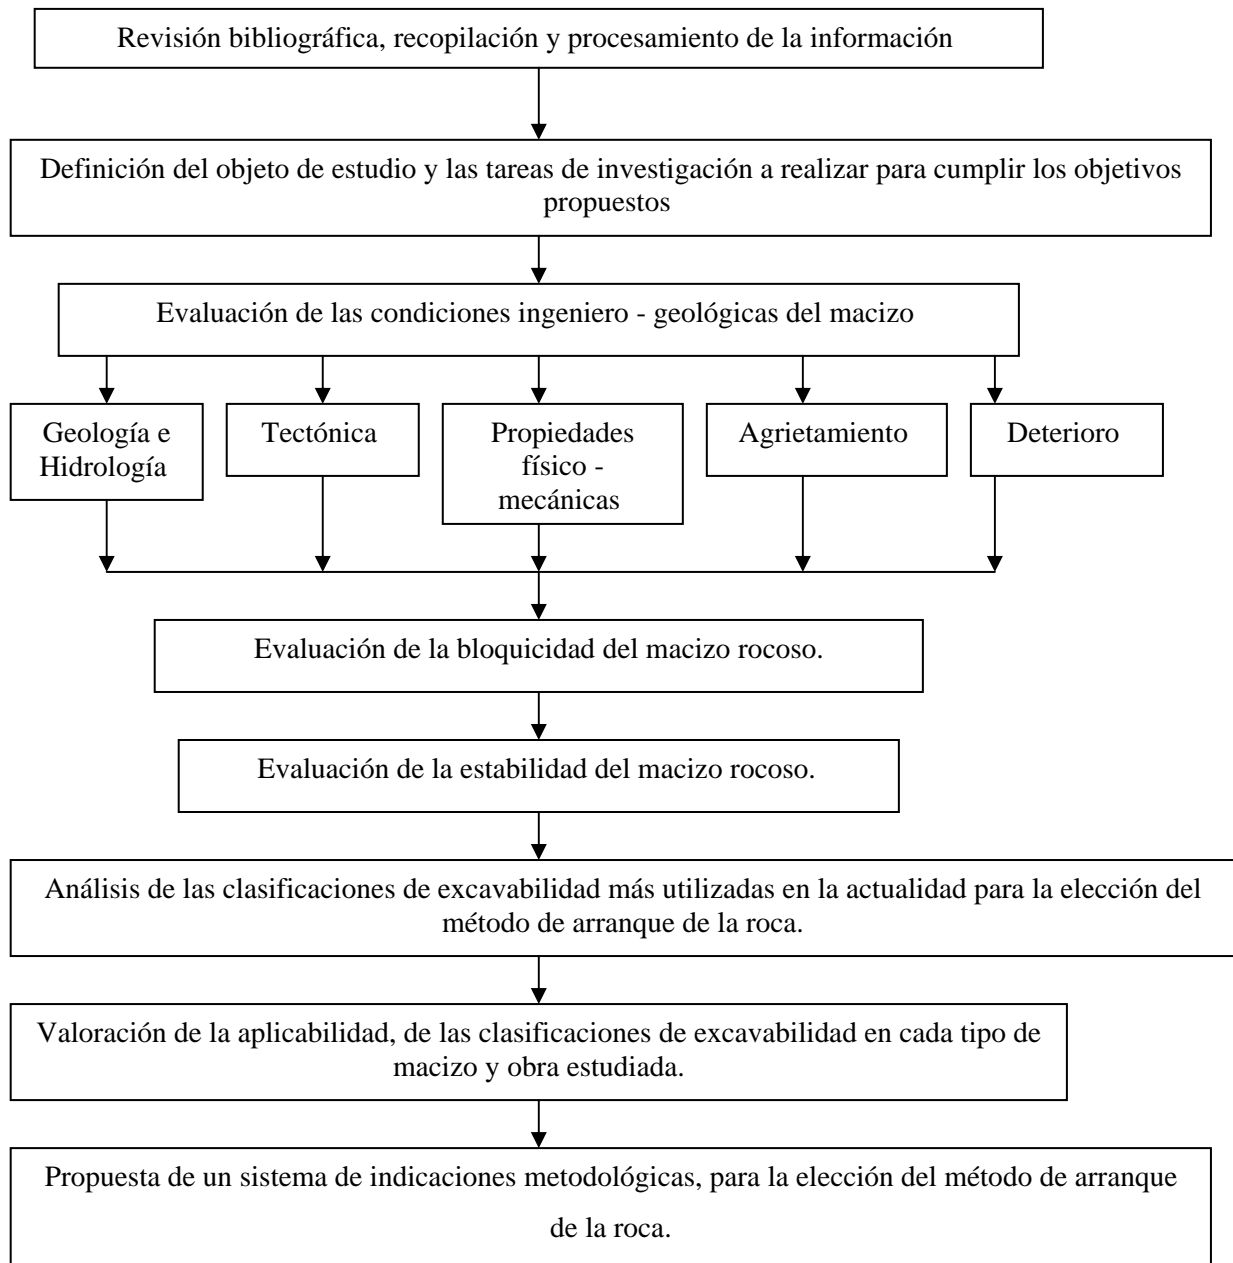 Revisión bibliográfica, recopilación y procesamiento de la información
Definición del objeto de estudio y las tareas de investigación a realizar para cumplir los objetivos
propuestos
Evaluación de las condiciones ingeniero - geológicas del macizo
Geología e
Hidrología
Tectónica
Propiedades
físico -
mecánicas
Agrietamiento
Deterioro
Evaluación de la bloquicidad del macizo rocoso.
Evaluación de la estabilidad del macizo rocoso.
Análisis de las clasificaciones de excavabilidad más utilizadas en la actualidad para la elección del
método de arranque de la roca.
Valoración de la aplicabilidad, de las clasificaciones de excavabilidad en cada tipo de
macizo y obra estudiada.
Propuesta de un sistema de indicaciones metodológicas, para la elección del método de arranque
de la roca.